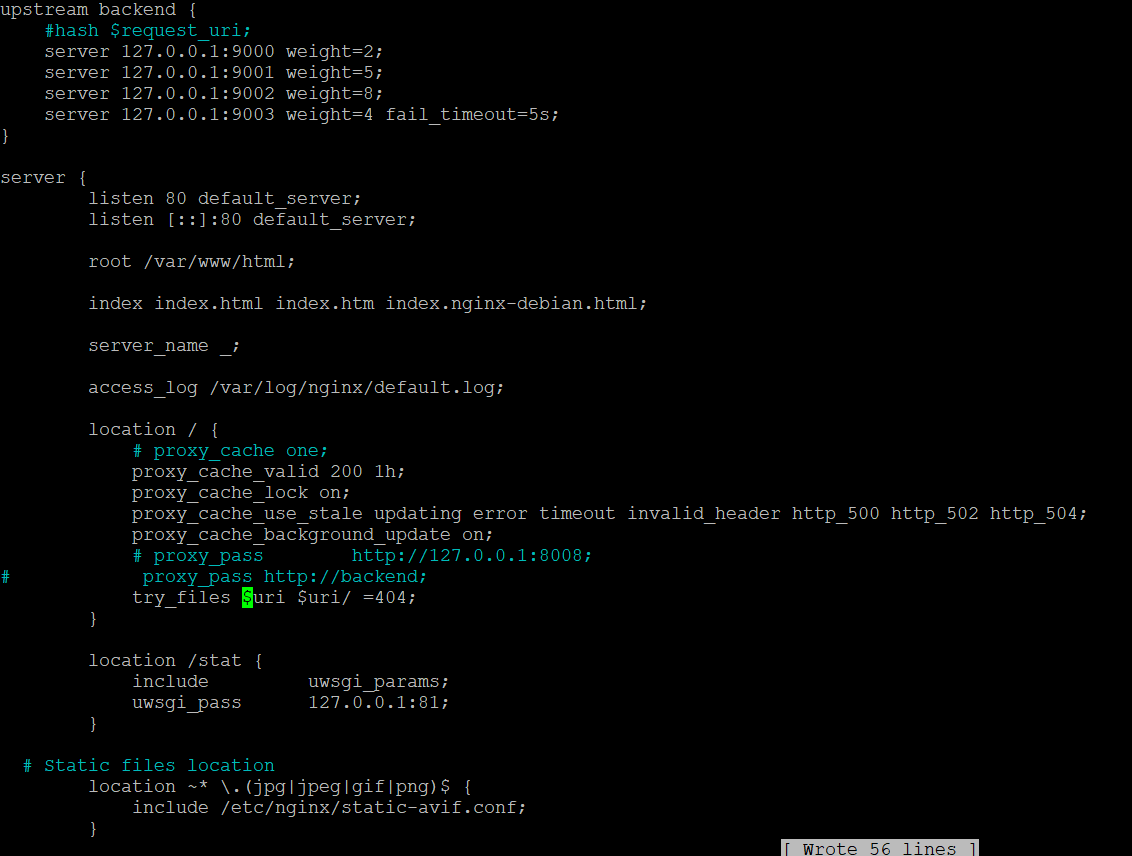 upstream backend {
    #hash $request_uri;
    server 127.0.0.1:9000 weight=2;
    server 127.0.0.1:9001 weight=5;
    server 127.0.0.1:9002 weight=8;
    server 127.0.0.1:9003 weight=4 fail_timeout=5s;
}

server {
        listen 80 default_server;
        listen [::]:80 default_server;

        root /var/www/html;

        index index.html index.htm index.nginx-debian.html;

        server_name _;

        access_log /var/log/nginx/default.log;

        location / {
            # proxy_cache one;
            proxy_cache_valid 200 1h;
            proxy_cache_lock on;
            proxy_cache_use_stale updating error timeout invalid_header http_500 http_502 http_504;
            proxy_cache_background_update on;
            # proxy_pass        http://127.0.0.1:8008;
#            proxy_pass http://backend;
            try_files $uri $uri/ =404;
        }

        location /stat {
            include         uwsgi_params;
            uwsgi_pass      127.0.0.1:81;
        }

  # Static files location
        location ~* \.(jpg|jpeg|gif|png)$ {
            include /etc/nginx/static-avif.conf;
        }
[ Wrote 56 lines ]